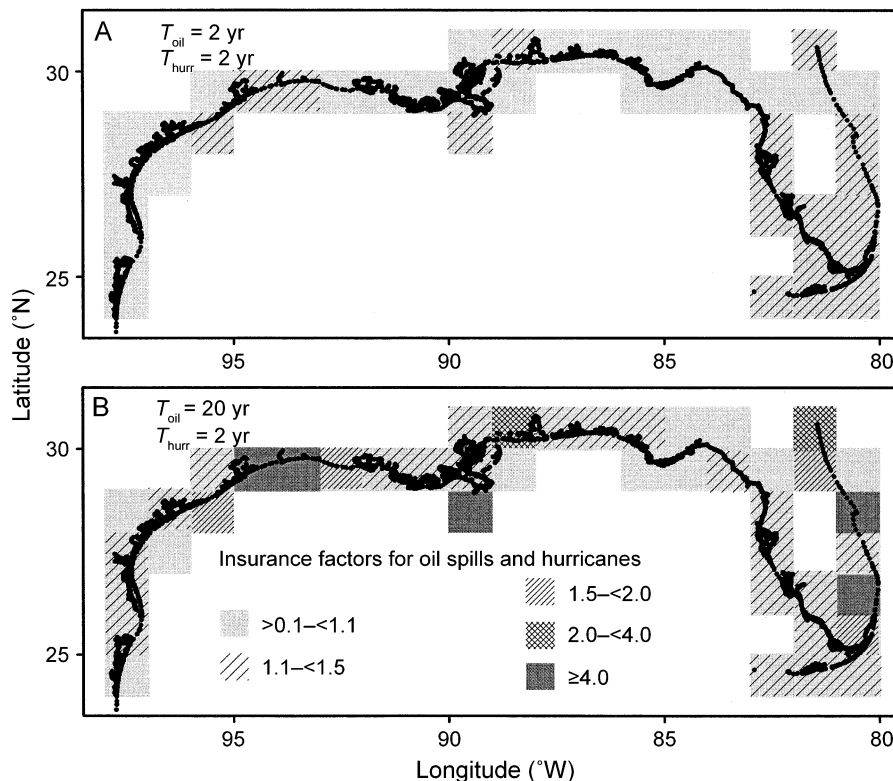 A
T_oil = 2 yr
T_hurr = 2 yr
30
25
95
90
85
80
Latitude (°N)
B
T_oil = 20 yr
T_hurr = 2 yr
30
25
Insurance factors for oil spills and hurricanes
>0.1–<1.1
1.1–<1.5
1.5–<2.0
2.0–<4.0
≥4.0
95
90
85
80
Longitude (°W)